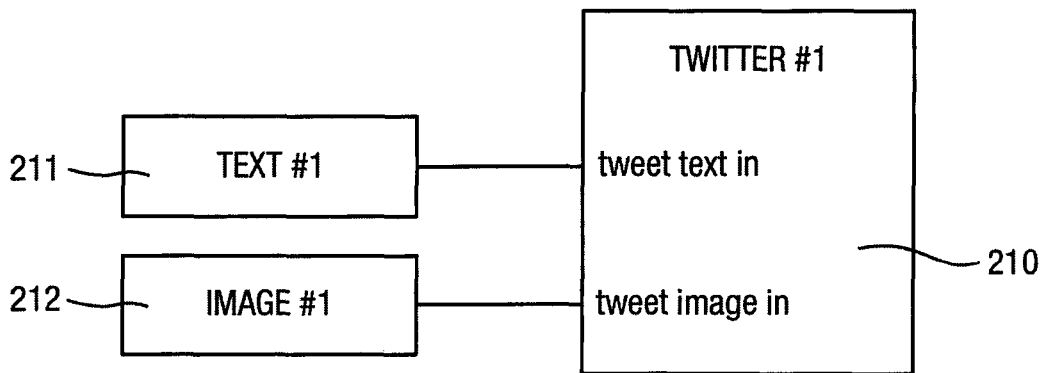 TWITTER #1
211
TEXT #1
tweet text in
210
212
IMAGE #1
tweet image in